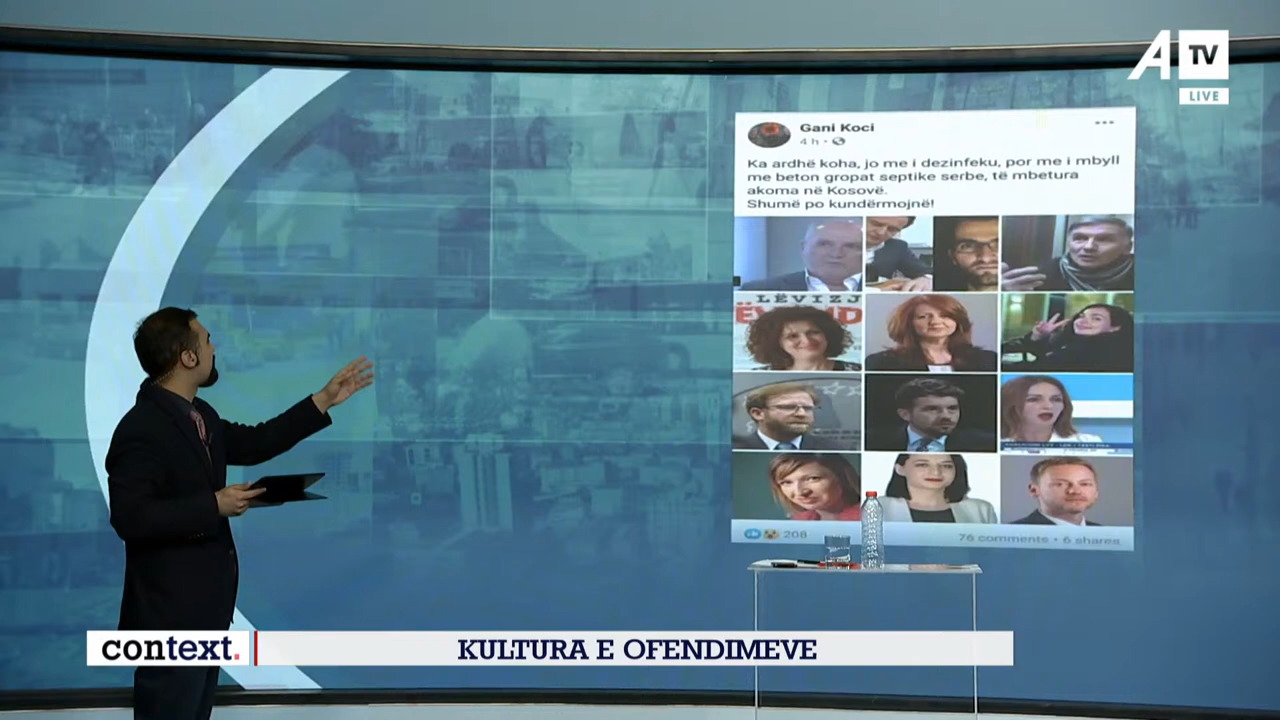 A TV
LIVE
Gani Koci
4 h
Ka ardhë koha, jo me i dezinfeku, por me i mbyll
me beton gropat septike serbe, të mbetura
akoma në Kosovë.
Shumë po kundërmojnë!
LËVIZJ
208
76 comments • 6 shares
context.
KULTURA E OFENDIMEVE